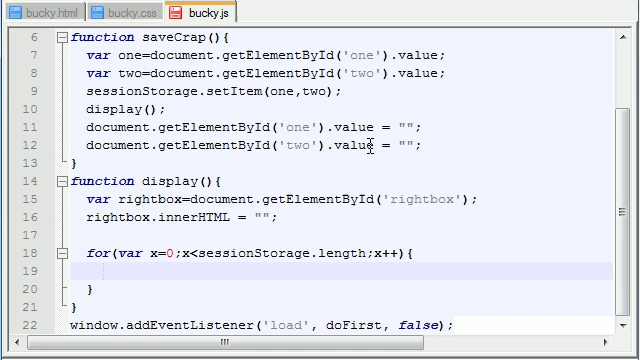 bucky.html bucky.css bucky.js
6 function saveCrap(){
7 var one=document.getElementById('one').value;
8 var two=document.getElementById('two').value;
9 sessionStorage.setItem(one,two);
10 display();
11 document.getElementById('one').value = "";
12 document.getElementById('two').value = "";
13 }
14 function display(){
15 var rightbox=document.getElementById('rightbox');
16 rightbox.innerHTML = "";
17
18 for(var x=0;x<sessionStorage.length;x++){
19
20 }
21 }
22 window.addEventListener('load', doFirst, false);